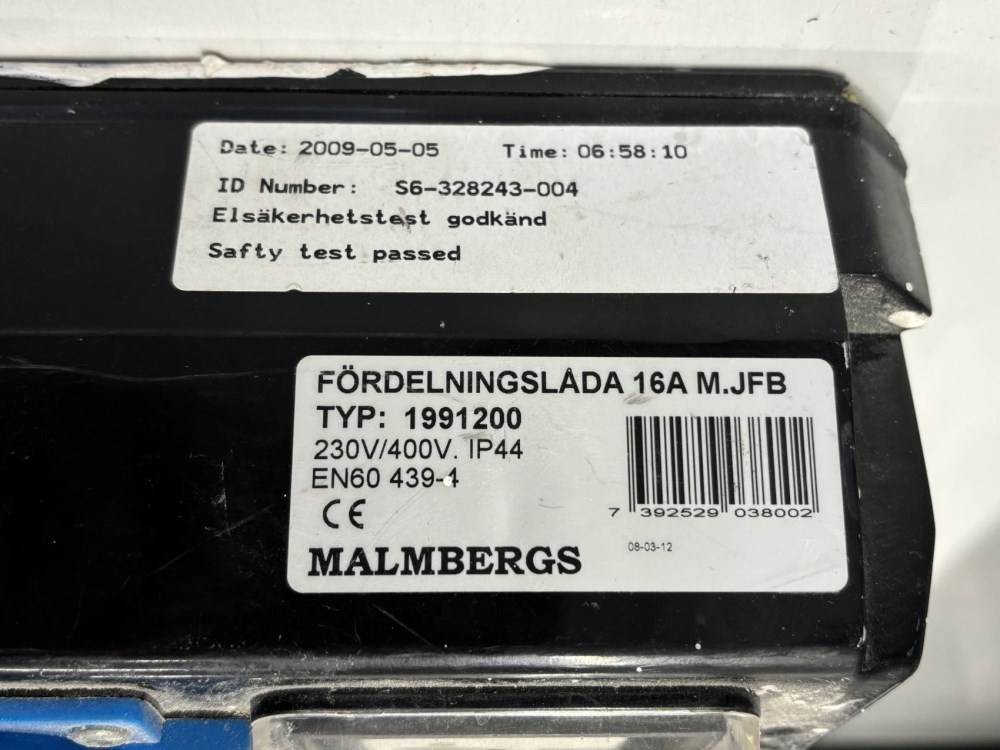 Date: 2009-05-05 Time: 06:58:10
ID Number: S6-328243-004
Elsäkerhetstest godkänd
Safty test passed
FÖRDELNINGSLÅDA 16A M.JFB
TYP: 1991200
230V/400V. IP44
EN60 439-4
CE
7 392529 038002
08-03-12
MALMBERGS